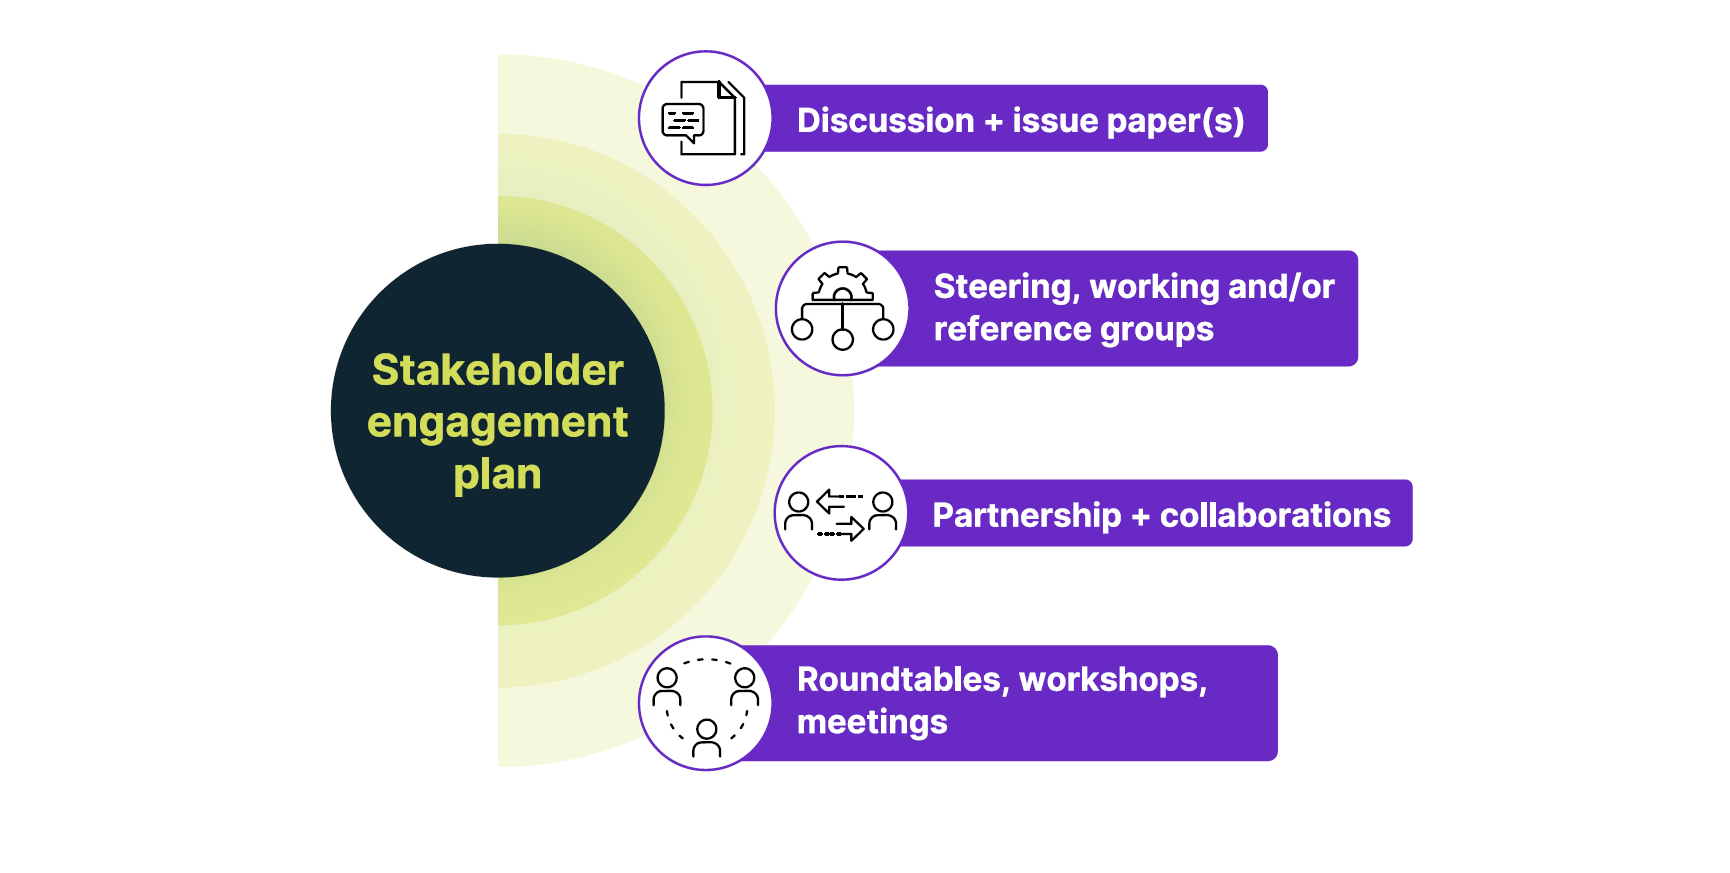 Stakeholder
engagement
plan
Discussion + issue paper(s)
Steering, working and/or
reference groups
Partnership + collaborations
Roundtables, workshops,
meetings